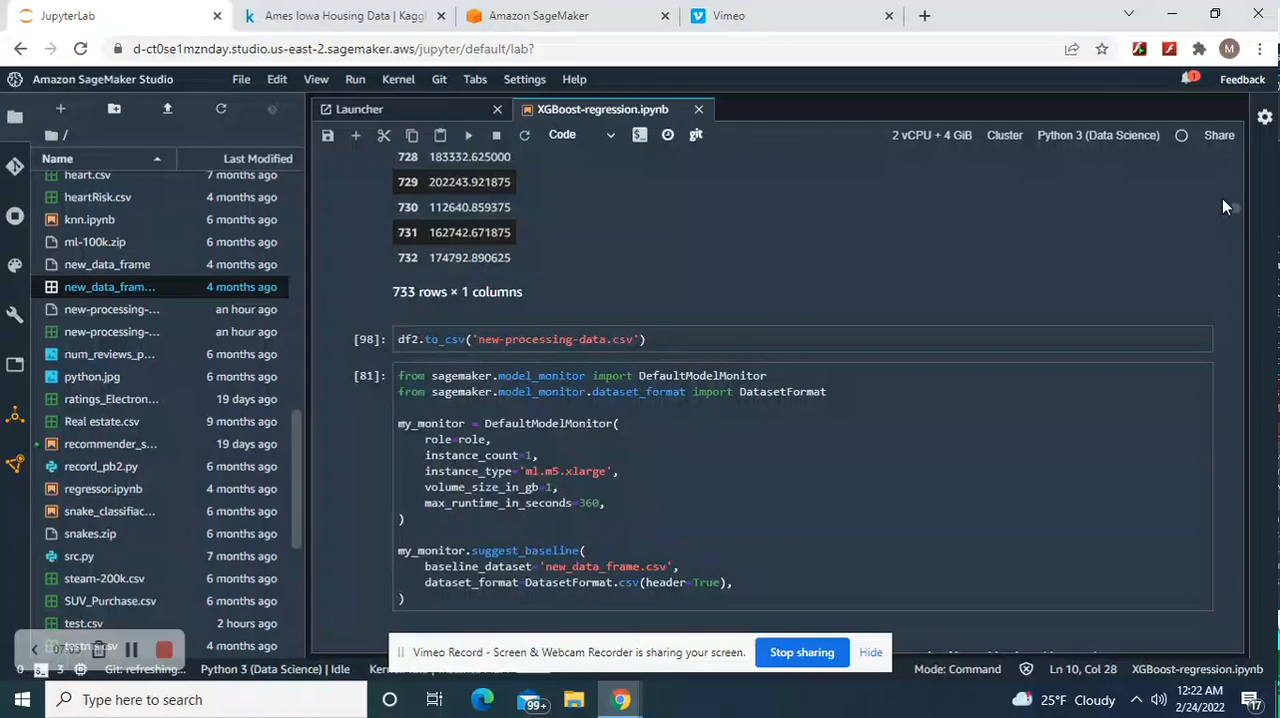 JupyterLab
Ames Iowa Housing Data | Kaggl
Amazon SageMaker
Vimeo
d-ct0se1mznday.studio.us-east-2.sagemaker.aws/jupyter/default/lab?
M
Amazon SageMaker Studio File Edit View Run Kernel Git Tabs Settings Help 1 Feedback
Launcher
XGBoost-regression.ipynb
Code git 2 vCPU + 4 GiB Cluster Python 3 (Data Science) Share
/
Name Last Modified
heart.csv 7 months ago
heartRisk.csv 4 months ago
knn.ipynb 6 months ago
ml-100k.zip 6 months ago
new_data_frame 4 months ago
new_data_fram... 4 months ago
new-processing-... an hour ago
new-processing-... an hour ago
num_reviews_p... 6 months ago
python.jpg 6 months ago
ratings_Electron... 19 days ago
Real estate.csv 9 months ago
recommender_s... 19 days ago
record_pb2.py 6 months ago
regressor.ipynb 6 months ago
snake_classifiac... 6 months ago
snakes.zip 6 months ago
src.py 7 months ago
steam-200k.csv 6 months ago
SUV_Purchase.csv 6 months ago
test.csv 2 hours ago
4 months ago
728 183332.625000
729 202243.921875
730 112640.859375
731 162742.671875
732 174792.890625
733 rows × 1 columns
[98]: df2.to_csv('new-processing-data.csv')
[81]: from sagemaker.model_monitor import DefaultModelMonitor
from sagemaker.model_monitor.dataset_format import DatasetFormat
my_monitor = DefaultModelMonitor(
role=role,
instance_count=1,
instance_type='ml.m5.xlarge',
volume_size_in_gb=1,
max_runtime_in_seconds=360,
)
my_monitor.suggest_baseline(
baseline_dataset='new_data_frame.csv',
dataset_format=DatasetFormat.csv(header=True),
)
Vimeo Record - Screen & Webcam Recorder is sharing your screen. Stop sharing Hide
0 3 Git: refreshing... Python 3 (Data Science) | Idle Mode: Command Ln 10, Col 28 XGBoost-regression.ipynb
Type here to search
99+
25°F Cloudy
12:22 AM
2/24/2022
17